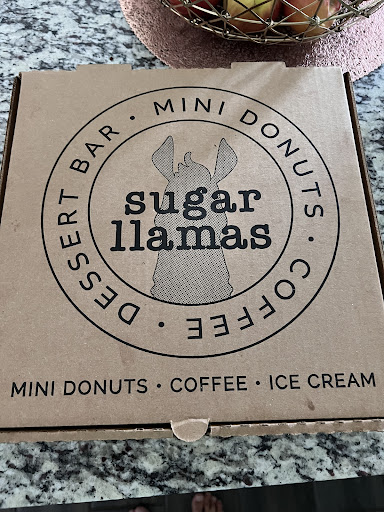 DESSERT BAR • MINI DONUTS • COFFEE •
sugar
llamas
MINI DONUTS • COFFEE • ICE CREAM